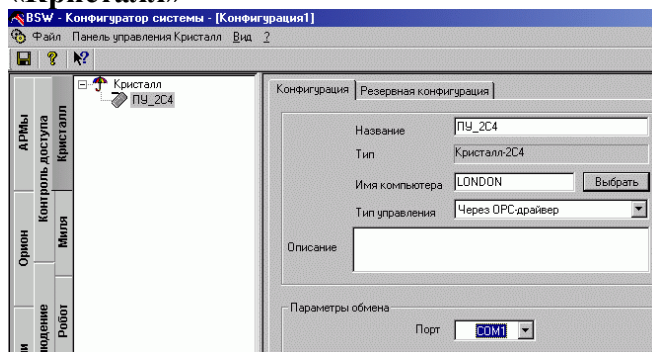 «Кристалл»
BSW - Конфигуратор системы - [Конфигурация1]
Файл Панель управления Кристалл Вид ?
АРМы
Орион
Контроль доступа
Кристалл
Миля
Робот
Кристалл
ПУ_2С4
Конфигурация Резервная конфигурация
Название ПУ_2С4
Тип Кристалл-2С4
Имя компьютера LONDON Выбрать
Тип управления Через ОРС-драйвер
Описание
Параметры обмена
Порт COM1